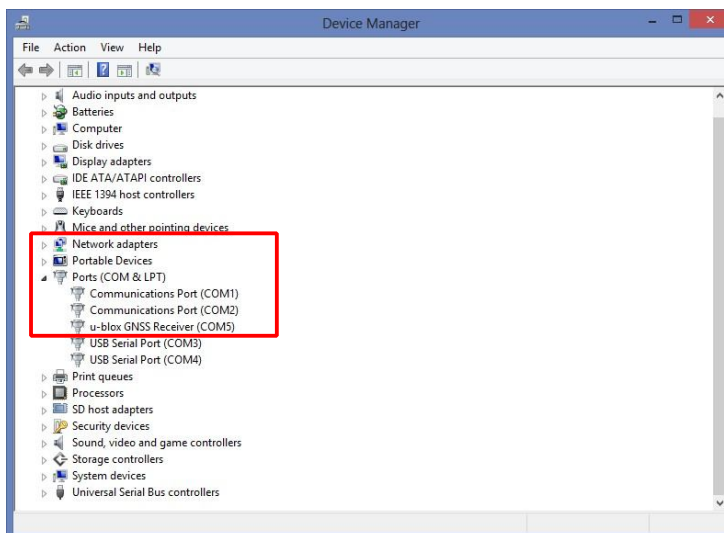 Device Manager
File Action View Help
Audio inputs and outputs
Batteries
Computer
Disk drives
Display adapters
IDE ATA/ATAPI controllers
IEEE 1394 host controllers
Keyboards
Mice and other pointing devices
Network adapters
Portable Devices
Ports (COM & LPT)
Communications Port (COM1)
Communications Port (COM2)
u-blox GNSS Receiver (COM5)
USB Serial Port (COM3)
USB Serial Port (COM4)
Print queues
Processors
SD host adapters
Security devices
Sound, video and game controllers
Storage controllers
System devices
Universal Serial Bus controllers